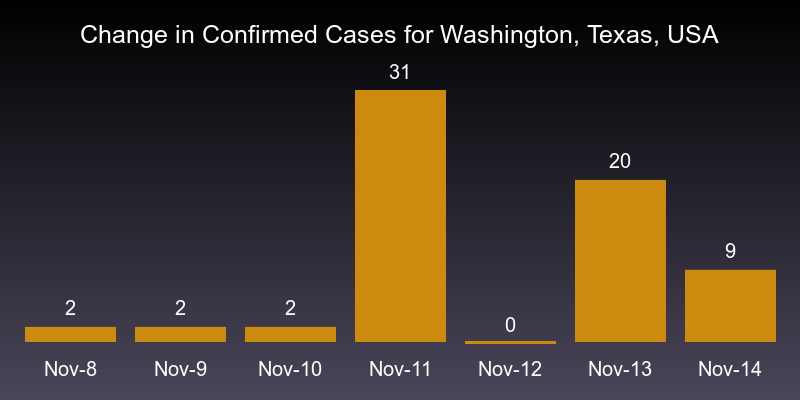 Change in Confirmed Cases for Washington, Texas, USA
31
20
9
2
2
2
0
Nov-8
Nov-9
Nov-10
Nov-11
Nov-12
Nov-13
Nov-14